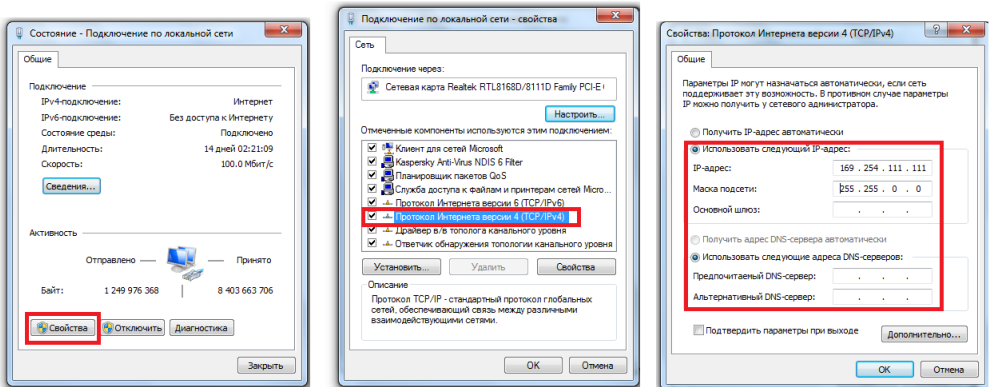 Состояние - Подключение по локальной сети
Общие
Подключение
IPv4-подключение: Интернет
IPv6-подключение: Без доступа к Интернету
Состояние среды: Подключено
Длительность: 14 дней 02:21:09
Скорость: 100.0 Мбит/с
Сведения...
Активность
Отправлено — — Принято
Байт: 1 249 976 368 | 8 403 663 706
Свойства Отключить Диагностика
Закрыть
Подключение по локальной сети - свойства
Сеть
Подключение через:
Сетевая карта Realtek RTL8168D/8111D Family PCI-E
Настроить...
Отмеченные компоненты используются этим подключением:
Клиент для сетей Microsoft
Kaspersky Anti-Virus NDIS 6 Filter
Планировщик пакетов QoS
Служба доступа к файлам и принтерам сетей Micro...
Протокол Интернета версии 6 (TCP/IPv6)
Протокол Интернета версии 4 (TCP/IPv4)
Драйвер в/в тополога канального уровня
Ответчик обнаружения топологии канального уровня
Установить... Удалить Свойства
Описание
Протокол TCP/IP - стандартный протокол глобальных
сетей, обеспечивающий связь между различными
взаимодействующими сетями.
ОК Отмена
Свойства: Протокол Интернета версии 4 (TCP/IPv4)
Общие
Параметры IP могут назначаться автоматически, если сеть
поддерживает эту возможность. В противном случае параметры
IP можно получить у сетевого администратора.
Получить IP-адрес автоматически
Использовать следующий IP-адрес:
IP-адрес: 169 . 254 . 111 . 111
Маска подсети: 255 . 255 . 0 . 0
Основной шлюз: . . .
Получить адрес DNS-сервера автоматически
Использовать следующие адреса DNS-серверов:
Предпочитаемый DNS-сервер: . . .
Альтернативный DNS-сервер: . . .
Подтвердить параметры при выходе
Дополнительно...
ОК Отмена